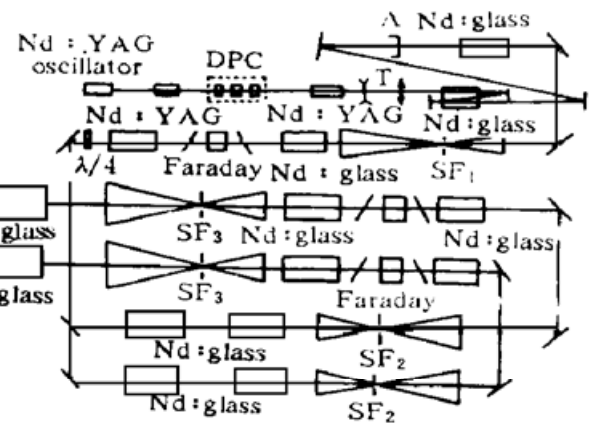 A Nd : glass
Nd : YAG
oscillator
DPC
T
Nd : YAG Nd : YAG
Nd : glass
λ/4 Faraday Nd : glass SF₁
glass
SF₃ Nd : glass Nd : glass
glass
SF₃ Faraday
Nd : glass
SF₂
Nd : glass
SF₂